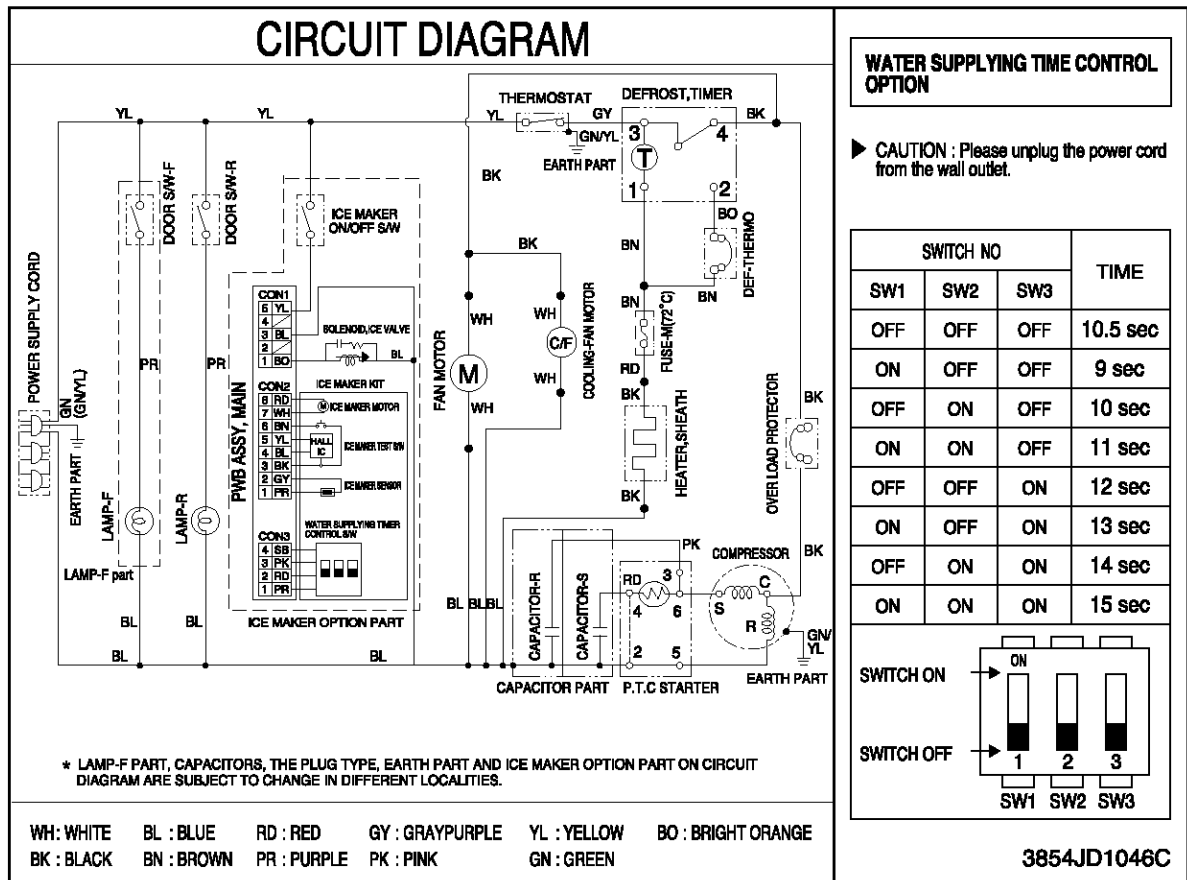 CIRCUIT DIAGRAM
THERMOSTAT
DEFROST,TIMER
YL
YL
YL
GY
BK
GN/YL
3
4
EARTH PART
T
1
2
BK
BO
DOOR S/W-F
DOOR S/W-R
ICE MAKER
ON/OFF S/W
BK
BN
DEF-THERMO
BN
BN
POWER SUPPLY CORD
CON1
5 YL
4
3 BL
2
1 BO
SOLENOID,ICE VALVE
BL
WH
WH
C/F
COOLING-FAN MOTOR
FUSE-M(72°C)
PR
PR
FAN MOTOR
M
WH
RD
BK
GN
(GN/YL)
PWB ASSY, MAIN
CON2
ICE MAKER KIT
8 RD
7 WH
6 BN
5 YL
4 BL
3 BK
2 GY
1 PR
M ICE MAKER MOTOR
HALL
IC
ICE MAKER TEST S/W
ICE MAKER SENSOR
WH
HEATER,SHEATH
OVER LOAD PROTECTOR
BK
EARTH PART
BK
LAMP-F
LAMP-R
CON3
WATER SUPPLYING TIMER
CONTROL S/W
4 SB
3 PK
2 RD
1 PR
LAMP-F part
PK
COMPRESSOR
BK
RD
3
4
6
S
C
R
CAPACITOR-R
CAPACITOR-S
BL
BL
BL
BL
BL
ICE MAKER OPTION PART
2
5
GN/
YL
BL
BL
CAPACITOR PART
P.T.C STARTER
EARTH PART
* LAMP-F PART, CAPACITORS, THE PLUG TYPE, EARTH PART AND ICE MAKER OPTION PART ON CIRCUIT
DIAGRAM ARE SUBJECT TO CHANGE IN DIFFERENT LOCALITIES.
WH : WHITE BL : BLUE RD : RED GY : GRAYPURPLE YL : YELLOW BO : BRIGHT ORANGE
BK : BLACK BN : BROWN PR : PURPLE PK : PINK GN : GREEN
WATER SUPPLYING TIME CONTROL
OPTION
CAUTION : Please unplug the power cord
from the wall outlet.
SWITCH NO TIME
SW1 SW2 SW3
OFF OFF OFF 10.5 sec
ON OFF OFF 9 sec
OFF ON OFF 10 sec
ON ON OFF 11 sec
OFF OFF ON 12 sec
ON OFF ON 13 sec
OFF ON ON 14 sec
ON ON ON 15 sec
SWITCH ON
ON
SWITCH OFF
1 2 3
SW1 SW2 SW3
3854JD1046C